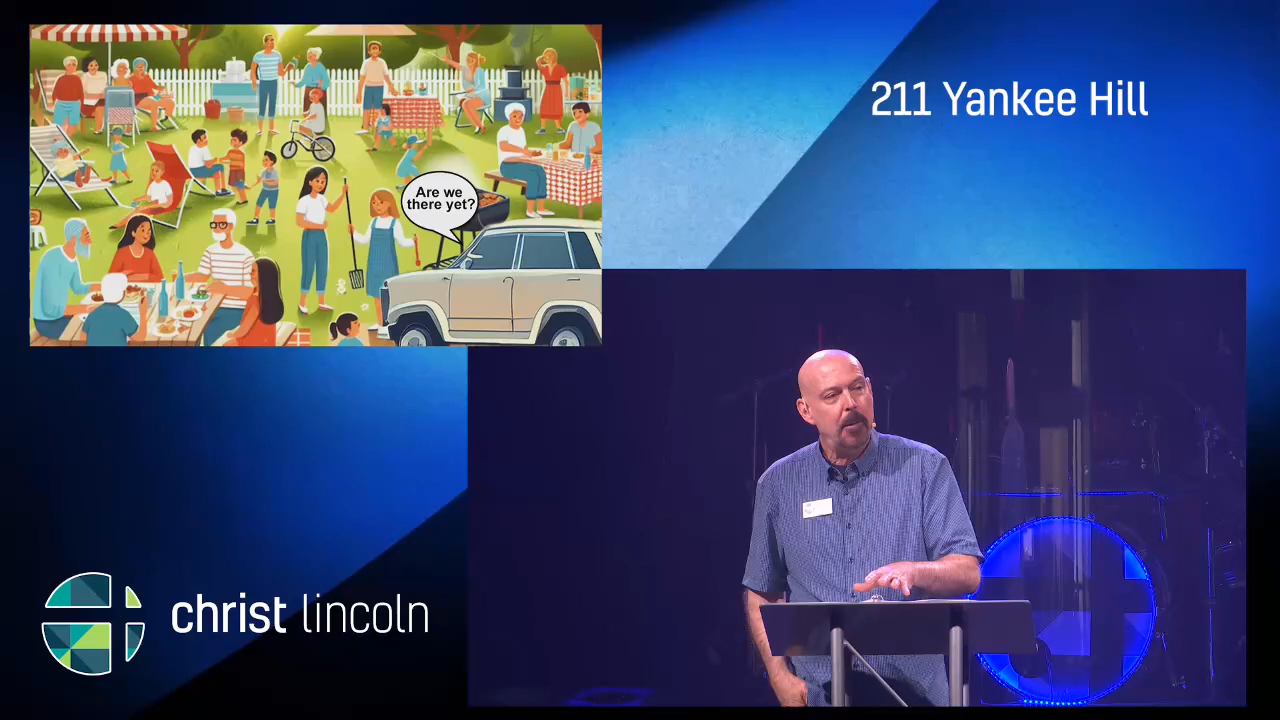 211 Yankee Hill
Are we
there yet?
christ lincoln